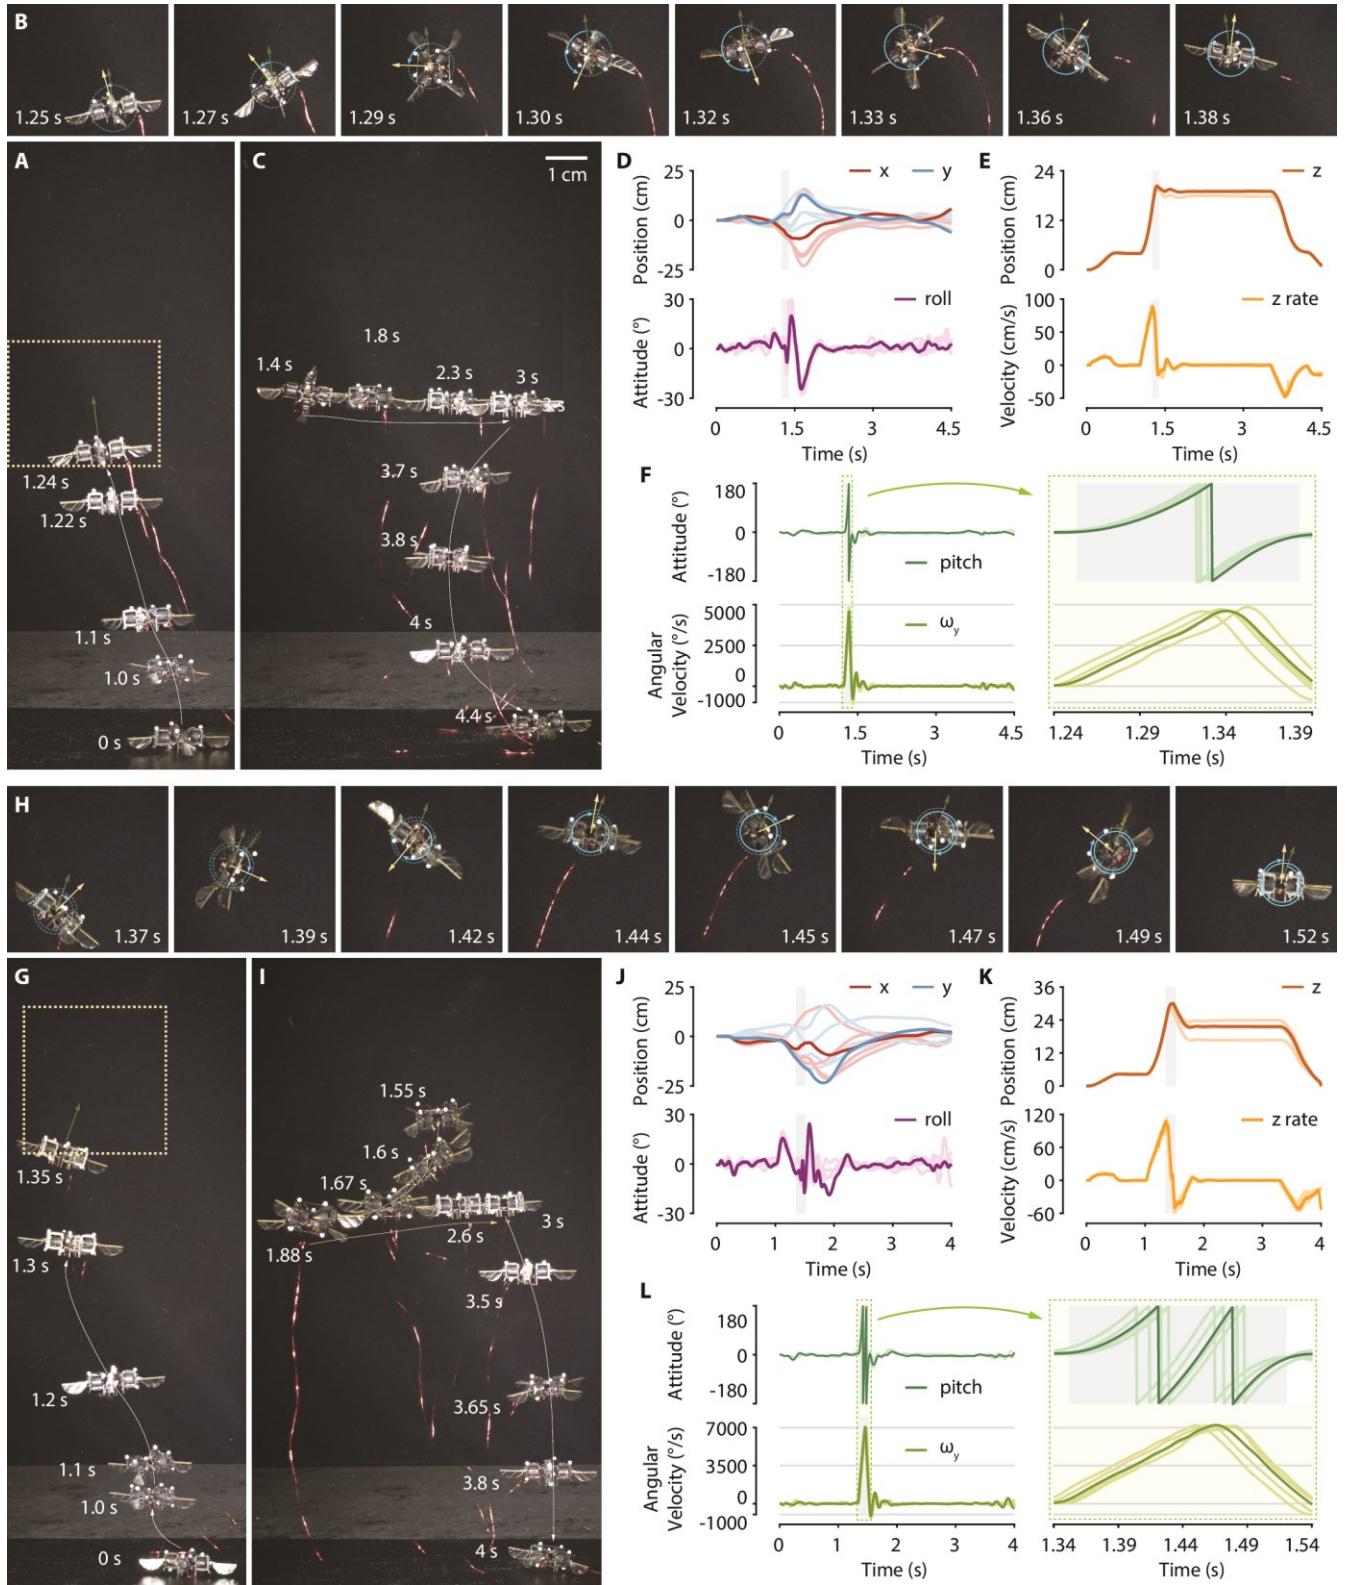 B
1.25 s
1.27 s
1.29 s
1.30 s
1.32 s
1.33 s
1.36 s
1.38 s
A
1.24 s
1.22 s
1.1 s
1.0 s
0 s
C
1 cm
1.4 s
1.8 s
2.3 s
3 s
3.7 s
3.8 s
4 s
4.4 s
D
x
y
Position (cm)
25
0
-25
roll
Attitude (°)
30
0
-30
0
1.5
3
4.5
Time (s)
E
z
Position (cm)
24
12
0
z rate
Velocity (cm/s)
100
50
0
-50
0
1.5
3
4.5
Time (s)
F
Attitude (°)
180
0
-180
pitch
Angular
Velocity (°/s)
5000
2500
0
-1000
ωy
0
1.5
3
4.5
Time (s)
1.24
1.29
1.34
1.39
Time (s)
H
1.37 s
1.39 s
1.42 s
1.44 s
1.45 s
1.47 s
1.49 s
1.52 s
G
1.35 s
1.3 s
1.2 s
1.1 s
1.0 s
0 s
I
1.55 s
1.6 s
1.67 s
1.88 s
2.6 s
3 s
3.5 s
3.65 s
3.8 s
4 s
J
x
y
Position (cm)
25
0
-25
roll
Attitude (°)
30
0
-30
0
1
2
3
4
Time (s)
K
z
Position (cm)
36
24
12
0
z rate
Velocity (cm/s)
120
60
0
-60
0
1
2
3
4
Time (s)
L
Attitude (°)
180
0
-180
pitch
Angular
Velocity (°/s)
7000
3500
0
-1000
ωy
0
1
2
3
4
Time (s)
1.34
1.39
1.44
1.49
1.54
Time (s)